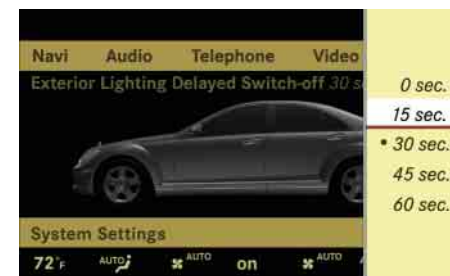 Navi Audio Telephone Video
Exterior Lighting Delayed Switch-off 30
0 sec.
15 sec.
• 30 sec.
45 sec.
60 sec.
System Settings
72°F AUTO AUTO on AUTO